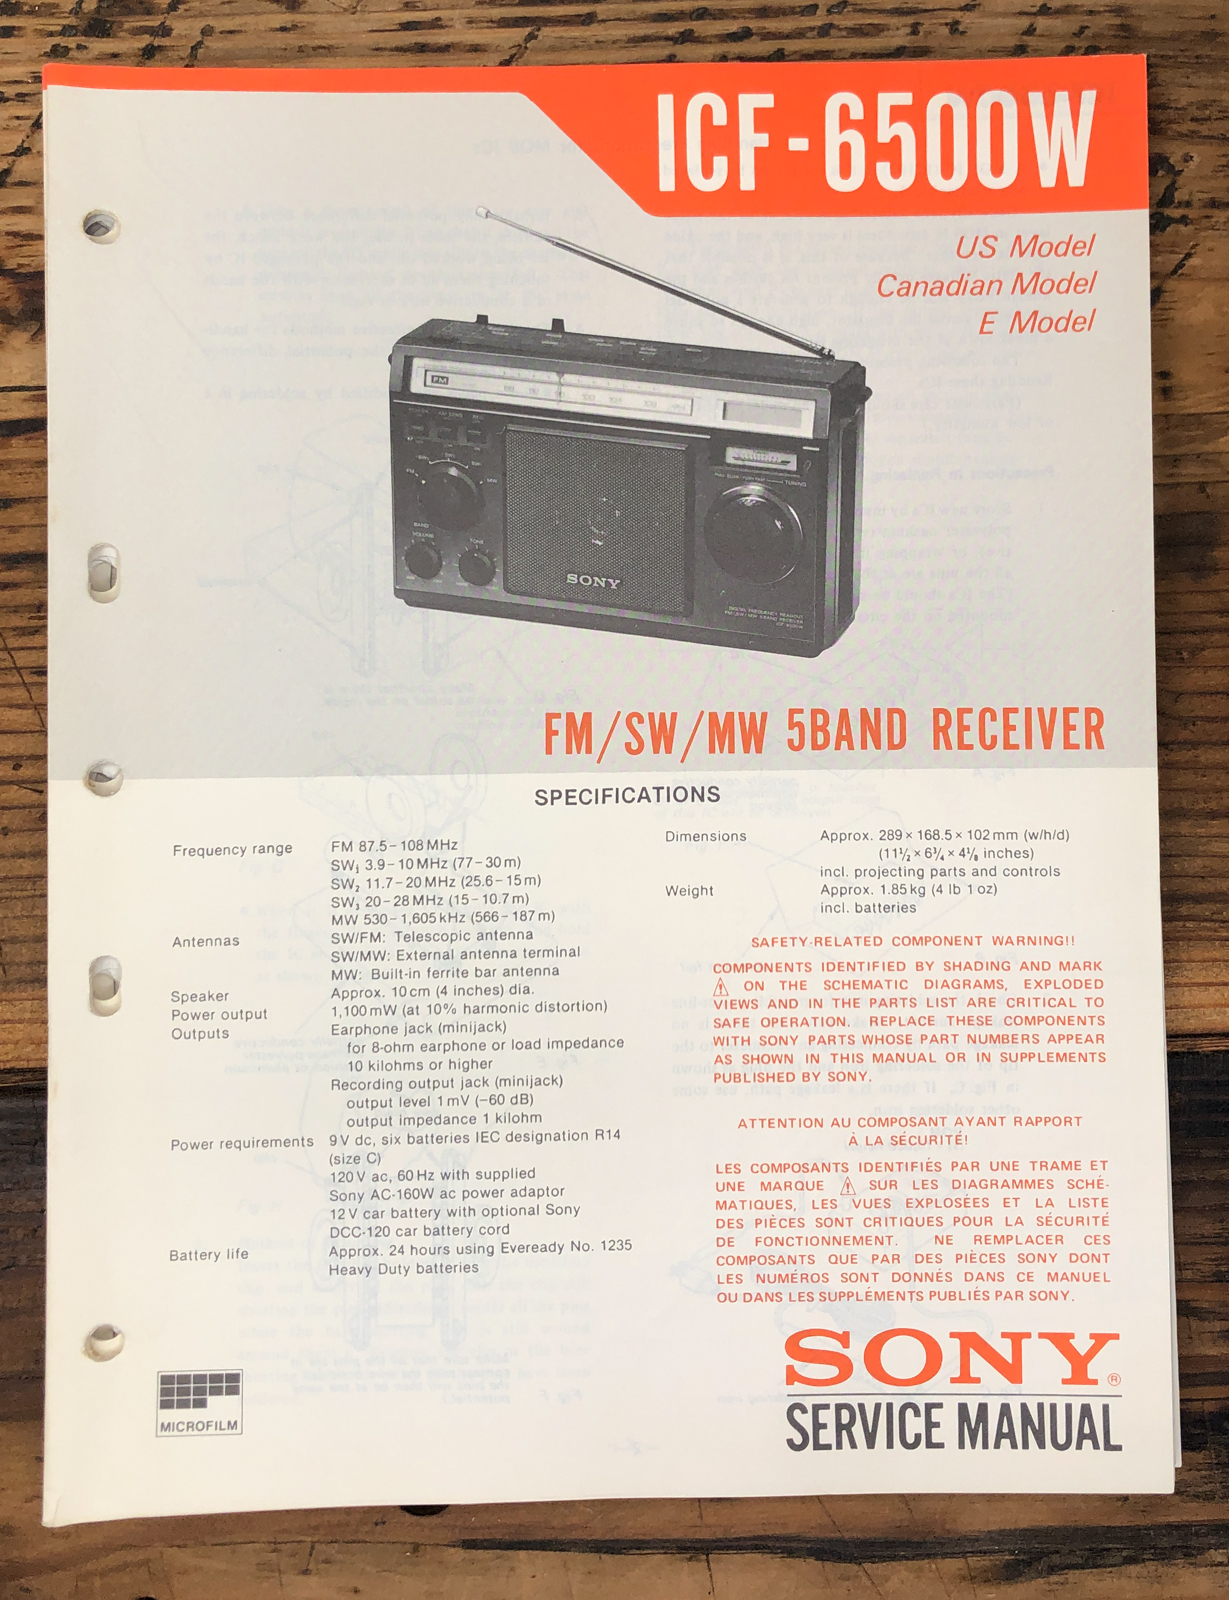 ICF-6500W
US Model
Canadian Model
E Model
FM
SONY
FM/SW/MW 5BAND RECEIVER
SPECIFICATIONS
Frequency range FM 87.5–108 MHz
SW₁ 3.9–10 MHz (77–30 m)
SW₂ 11.7–20 MHz (25.6–15 m)
SW₃ 20–28 MHz (15–10.7 m)
MW 530–1,605 kHz (566–187 m)
Antennas SW/FM: Telescopic antenna
SW/MW: External antenna terminal
MW: Built-in ferrite bar antenna
Speaker Approx. 10 cm (4 inches) dia.
Power output 1,100 mW (at 10% harmonic distortion)
Outputs Earphone jack (minijack)
for 8-ohm earphone or load impedance
10 kilohms or higher
Recording output jack (minijack)
output level 1 mV (–60 dB)
output impedance 1 kilohm
Power requirements 9 V dc, six batteries IEC designation R14
(size C)
120 V ac, 60 Hz with supplied
Sony AC-160W ac power adaptor
12 V car battery with optional Sony
DCC-120 car battery cord
Battery life Approx. 24 hours using Eveready No. 1235
Heavy Duty batteries
Dimensions Approx. 289 × 168.5 × 102 mm (w/h/d)
(11½ × 6¾ × 4⅛ inches)
incl. projecting parts and controls
Weight Approx. 1.85 kg (4 lb 1 oz)
incl. batteries
SAFETY-RELATED COMPONENT WARNING!!
COMPONENTS IDENTIFIED BY SHADING AND MARK
⚠ ON THE SCHEMATIC DIAGRAMS, EXPLODED
VIEWS AND IN THE PARTS LIST ARE CRITICAL TO
SAFE OPERATION. REPLACE THESE COMPONENTS
WITH SONY PARTS WHOSE PART NUMBERS APPEAR
AS SHOWN IN THIS MANUAL OR IN SUPPLEMENTS
PUBLISHED BY SONY.
ATTENTION AU COMPOSANT AYANT RAPPORT
À LA SÉCURITÉ!
LES COMPOSANTS IDENTIFIÉS PAR UNE TRAME ET
UNE MARQUE ⚠ SUR LES DIAGRAMMES SCHÉ-
MATIQUES, LES VUES EXPLOSÉES ET LA LISTE
DES PIÈCES SONT CRITIQUES POUR LA SÉCURITÉ
DE FONCTIONNEMENT. NE REMPLACER CES
COMPOSANTS QUE PAR DES PIÈCES SONY DONT
LES NUMÉROS SONT DONNÉS DANS CE MANUEL
OU DANS LES SUPPLÉMENTS PUBLIÉS PAR SONY.
MICROFILM
SONY®
SERVICE MANUAL